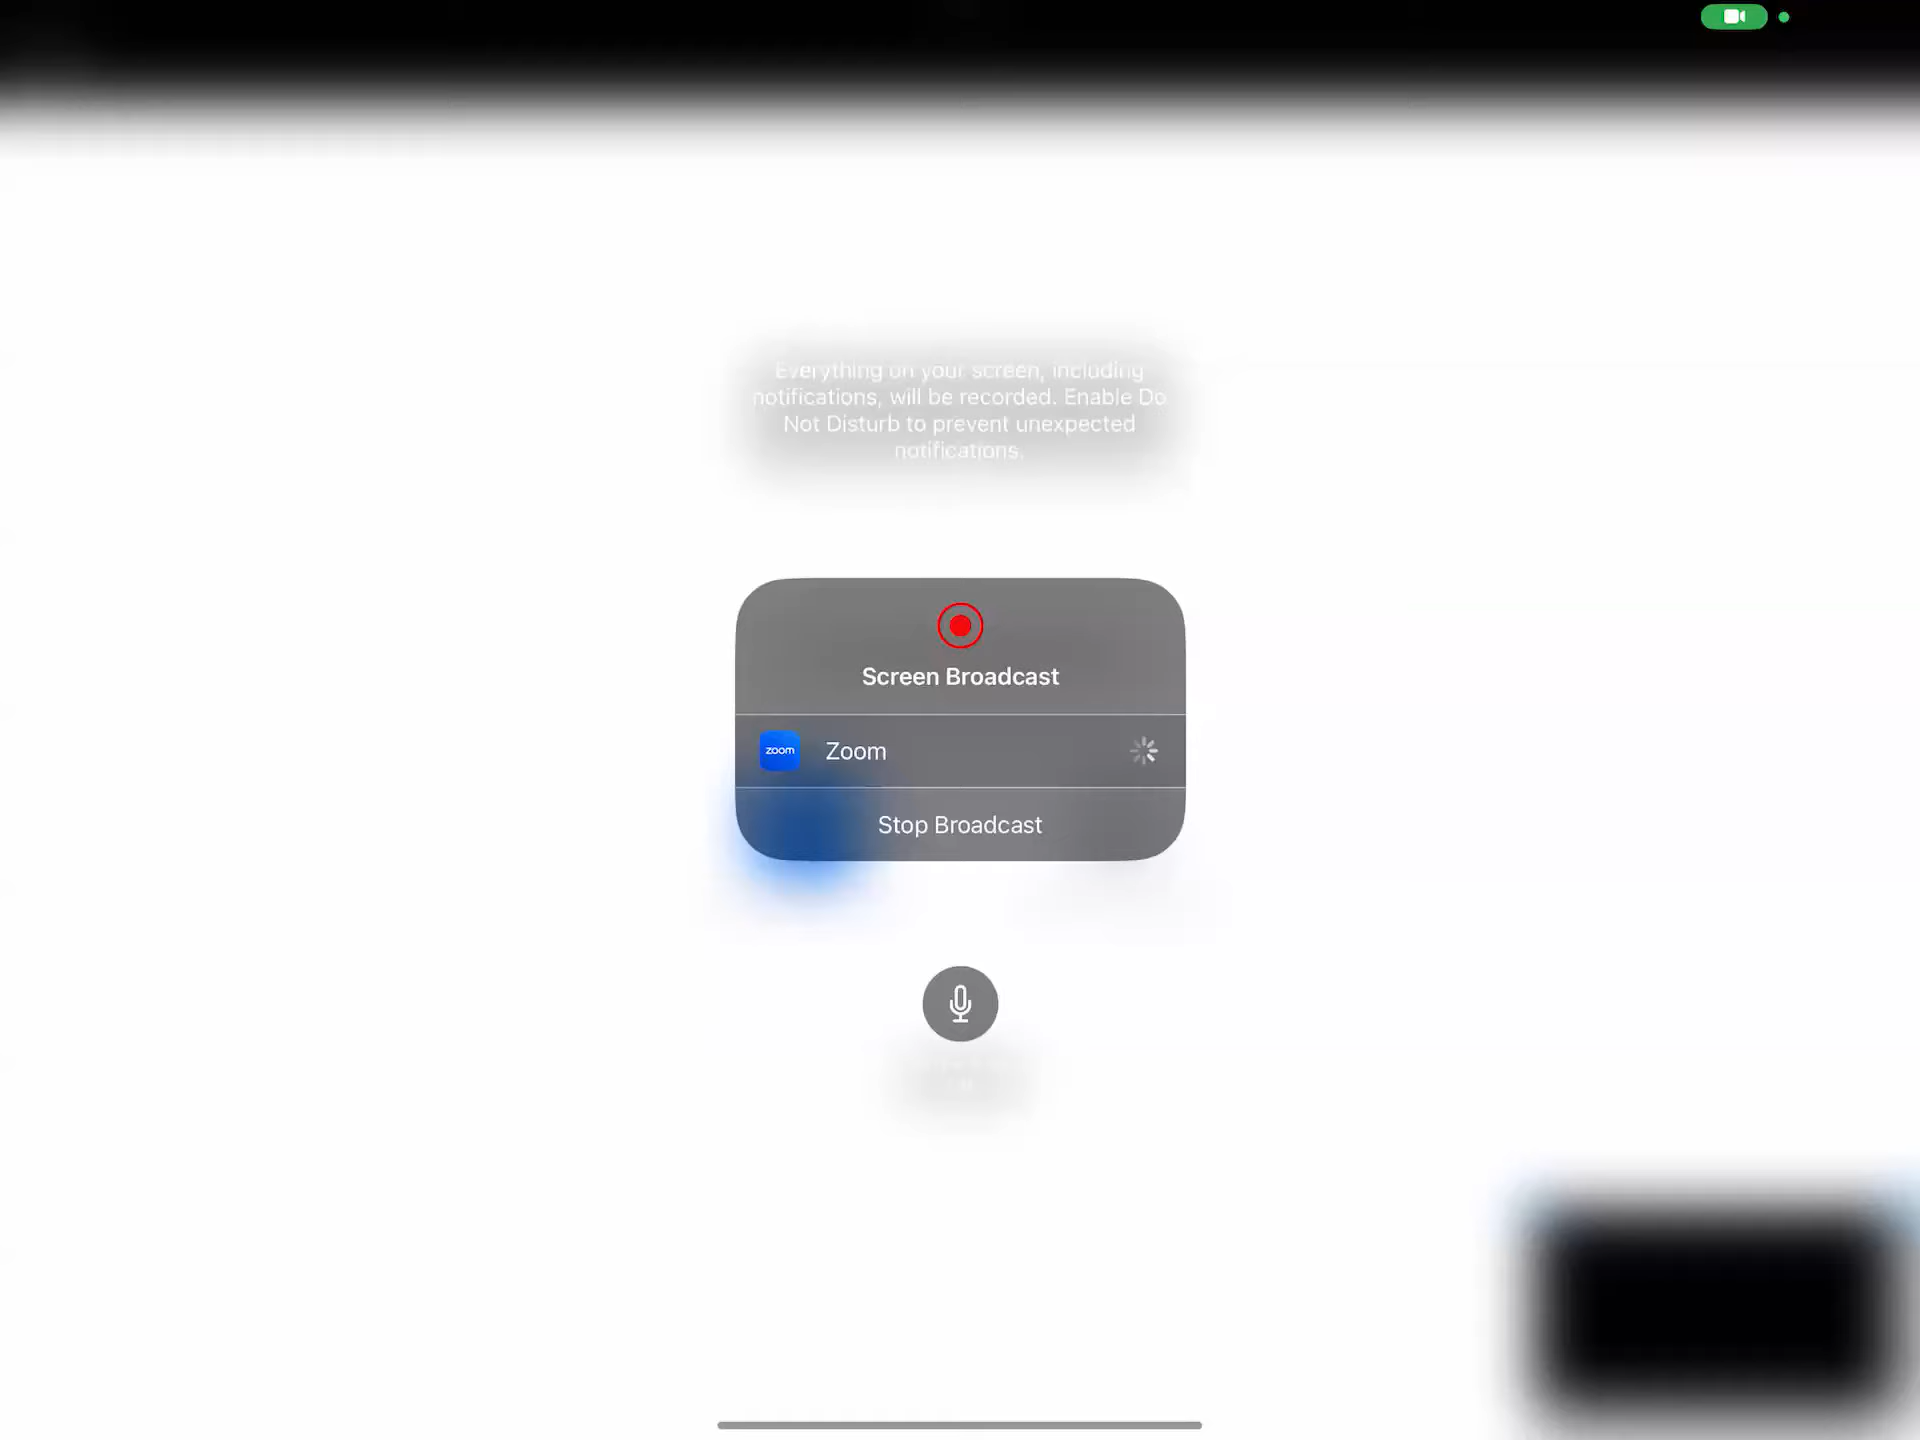 Everything on your screen, including
notifications, will be recorded. Enable Do
Not Disturb to prevent unexpected
notifications.
Screen Broadcast
zoom
Zoom
Stop Broadcast